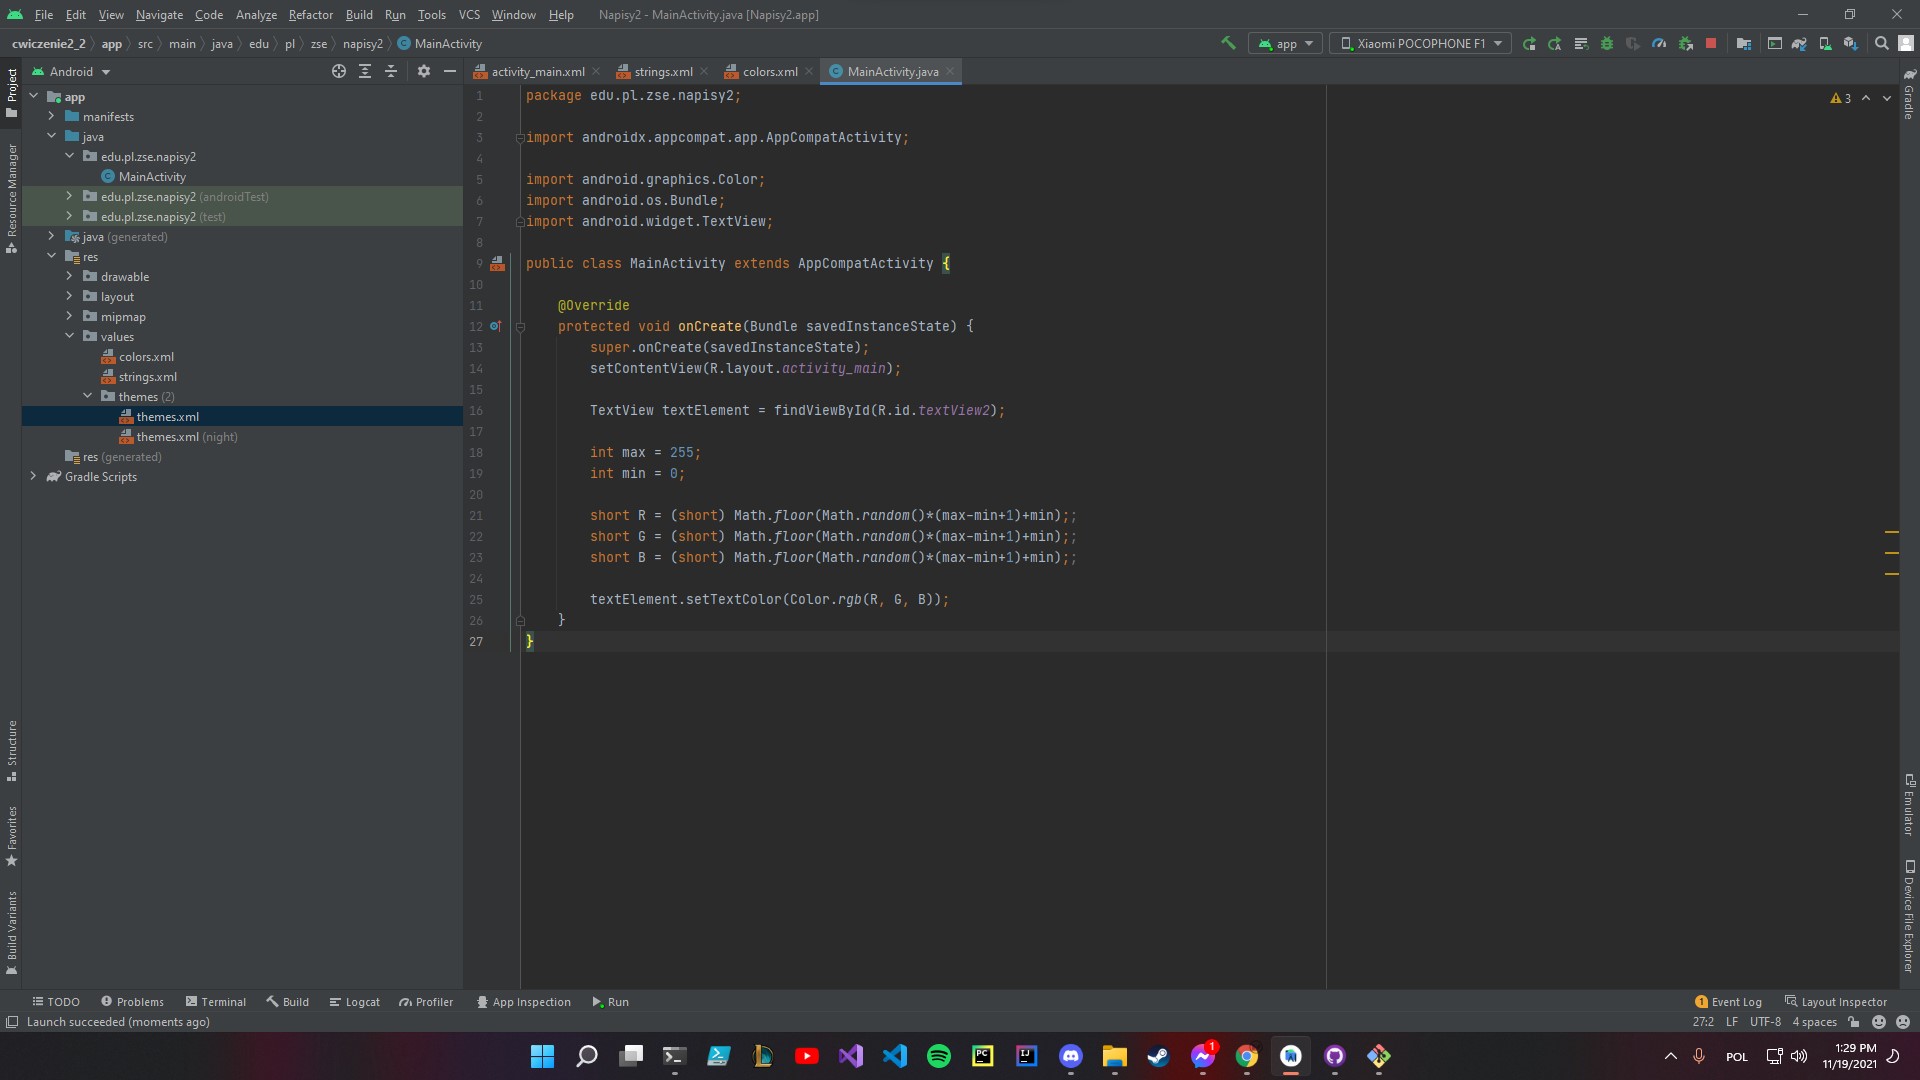 File Edit View Navigate Code Analyze Refactor Build Run Tools VCS Window Help Napisy2 - MainActivity.java [Napisy2.app]
cwiczenie2_2 app src main java edu pl zse napisy2 MainActivity app Xiaomi POCOPHONE F1
Project
Resource Manager
Structure
Favorites
Build Variants
Android
app
manifests
java
edu.pl.zse.napisy2
MainActivity
edu.pl.zse.napisy2 (androidTest)
edu.pl.zse.napisy2 (test)
java (generated)
res
drawable
layout
mipmap
values
colors.xml
strings.xml
themes (2)
themes.xml
themes.xml (night)
res (generated)
Gradle Scripts
activity_main.xml strings.xml colors.xml MainActivity.java
3
1 package edu.pl.zse.napisy2;
2
3 import androidx.appcompat.app.AppCompatActivity;
4
5 import android.graphics.Color;
6 import android.os.Bundle;
7 import android.widget.TextView;
8
9 public class MainActivity extends AppCompatActivity {
10
11 @Override
12 protected void onCreate(Bundle savedInstanceState) {
13 super.onCreate(savedInstanceState);
14 setContentView(R.layout.activity_main);
15
16 TextView textElement = findViewById(R.id.textView2);
17
18 int max = 255;
19 int min = 0;
20
21 short R = (short) Math.floor(Math.random()*(max-min+1)+min);;
22 short G = (short) Math.floor(Math.random()*(max-min+1)+min);;
23 short B = (short) Math.floor(Math.random()*(max-min+1)+min);;
24
25 textElement.setTextColor(Color.rgb(R, G, B));
26 }
27 }
Gradle
Emulator
Device File Explorer
TODO Problems Terminal Build Logcat Profiler App Inspection Run 1 Event Log Layout Inspector
Launch succeeded (moments ago) 27:2 LF UTF-8 4 spaces
PC IJ 1 POL 1:29 PM
11/19/2021